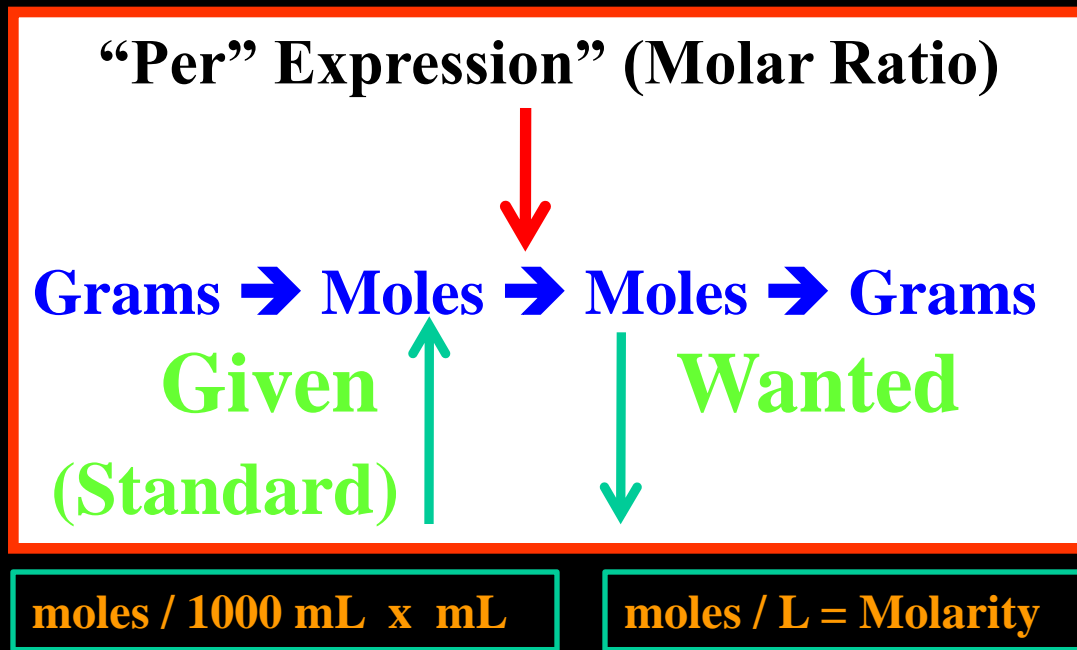 “Per” Expression” (Molar Ratio)
Grams ➔ Moles ➔ Moles ➔ Grams
Given Wanted
(Standard)
moles / 1000 mL x mL
moles / L = Molarity